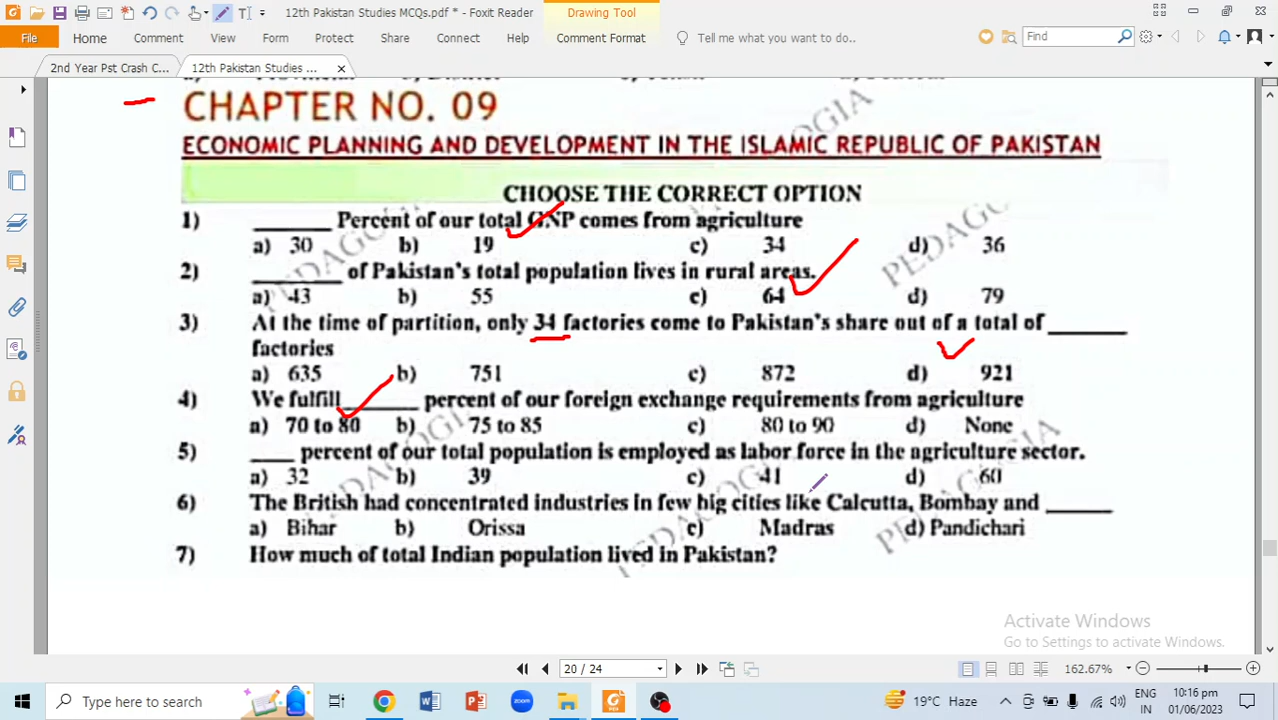 12th Pakistan Studies MCQs.pdf * - Foxit Reader
Drawing Tool
File Home Comment View Form Protect Share Connect Help Comment Format Tell me what you want to do.. Find
2nd Year Pst Crash C... 12th Pakistan Studies ...
CHAPTER NO. 09
ECONOMIC PLANNING AND DEVELOPMENT IN THE ISLAMIC REPUBLIC OF PAKISTAN
CHOOSE THE CORRECT OPTION
1) ______ Percent of our total GNP comes from agriculture
a) 30 b) 19 c) 34 d) 36
2) ______ of Pakistan's total population lives in rural areas.
a) 43 b) 55 c) 64 d) 79
3) At the time of partition, only 34 factories come to Pakistan's share out of a total of ______
factories
a) 635 b) 751 c) 872 d) 921
4) We fulfill ______ percent of our foreign exchange requirements from agriculture
a) 70 to 80 b) 75 to 85 c) 80 to 90 d) None
5) ____ percent of our total population is employed as labor force in the agriculture sector.
a) 32 b) 39 c) 41 d) 60
6) The British had concentrated industries in few big cities like Calcutta, Bombay and _____
a) Bihar b) Orissa c) Madras d) Pandichari
7) How much of total Indian population lived in Pakistan?
PEDAGOGIA
Activate Windows
Go to Settings to activate Windows.
20 / 24 162.67%
Type here to search zoom 19°C Haze ENG 10:16 pm
IN 01/06/2023